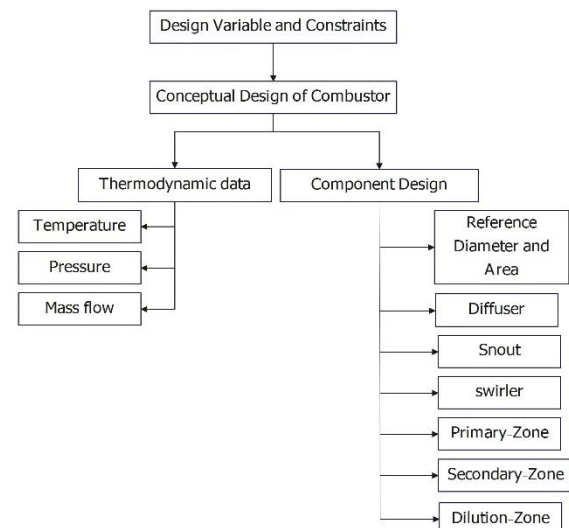 Design Variable and Constraints
Conceptual Design of Combustor
Thermodynamic data
Component Design
Temperature
Pressure
Mass flow
Reference
Diameter and
Area
Diffuser
Snout
swirler
Primary-Zone
Secondary-Zone
Dilution-Zone